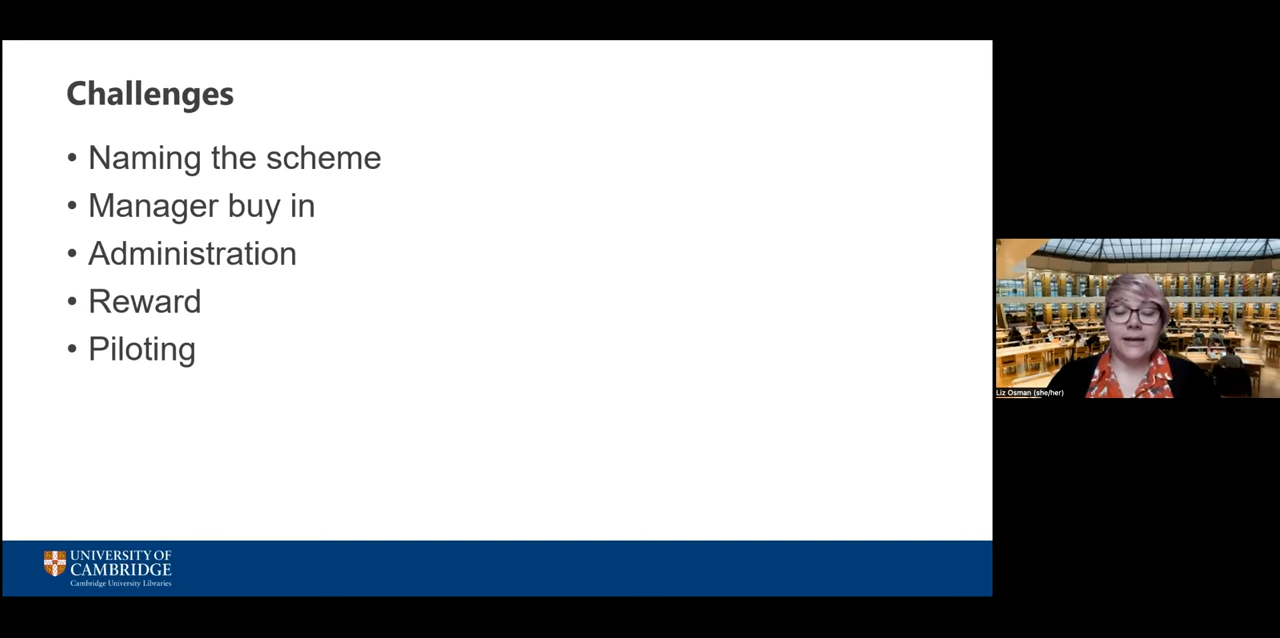 Challenges
• Naming the scheme
• Manager buy in
• Administration
• Reward
• Piloting
Liz Osman (she/her)
UNIVERSITY OF
CAMBRIDGE
Cambridge University Libraries